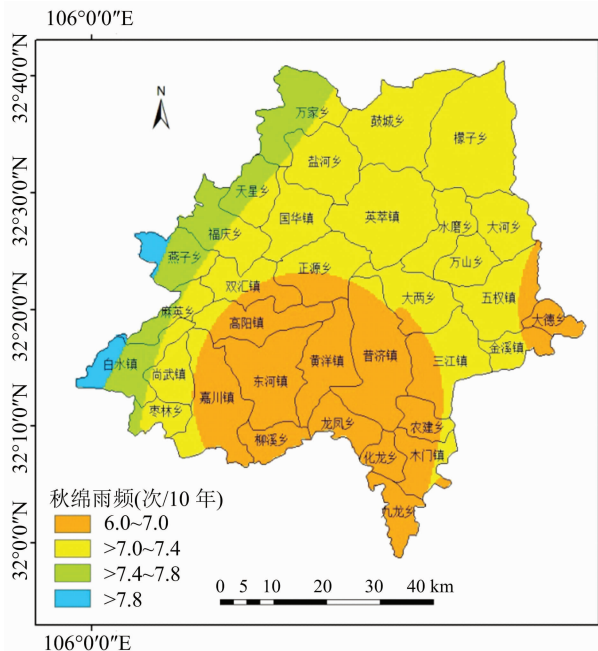 106°0′0″E
32°40′0″N
32°30′0″N
32°20′0″N
32°10′0″N
32°0′0″N
N
万家乡
鼓城乡
檬子乡
盐河乡
天星乡
国华镇
英萃镇
水磨乡
大河乡
福庆乡
燕子乡
正源乡
万山乡
双汇镇
大两乡
五权镇
麻英乡
高阳镇
大德乡
白水镇
尚武镇
黄洋镇
普济镇
三江镇
金溪镇
嘉川镇
东河镇
枣林乡
柳溪乡
龙凤乡
农建乡
化龙乡
木门镇
九龙乡
秋绵雨频(次/10 年)
6.0~7.0
>7.0~7.4
>7.4~7.8
>7.8
0 5 10 20 30 40 km
106°0′0″E